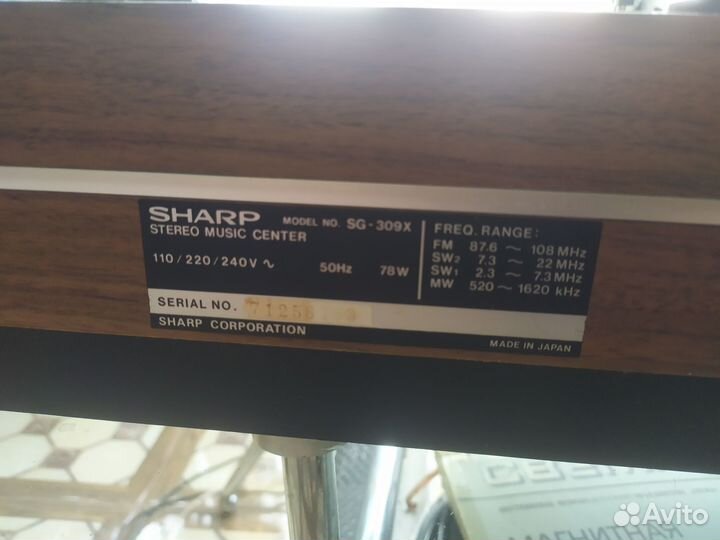 SHARP MODEL NO. SG-309X
STEREO MUSIC CENTER
110/220/240V ~ 50Hz 78W
SERIAL NO.
SHARP CORPORATION
FREQ. RANGE:
FM 87.6 ~ 108 MHz
SW2 7.3 ~ 22 MHz
SW1 2.3 ~ 7.3 MHz
MW 520 ~ 1620 kHz
MADE IN JAPAN
МАГНИТНАЯ
Avito